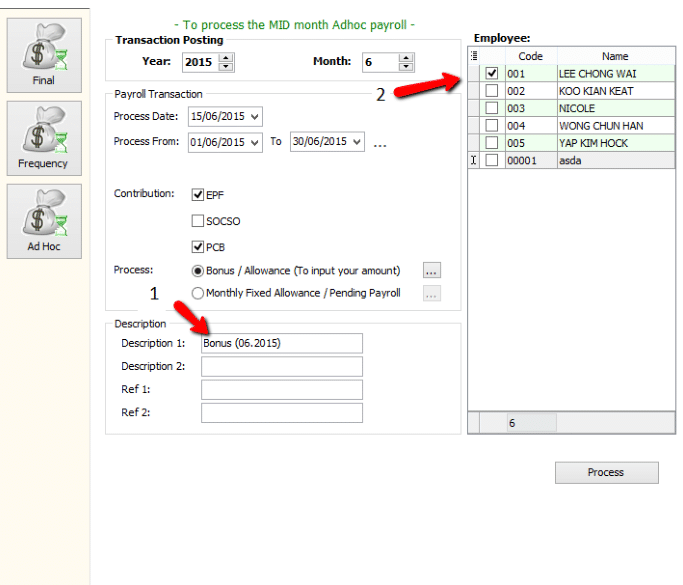 - To process the MID month Adhoc payroll -
Final
Frequency
Ad Hoc
Transaction Posting
Year: 2015 Month: 6
Payroll Transaction
Process Date: 15/06/2015
Process From: 01/06/2015 To 30/06/2015 ...
Contribution: EPF
SOCSO
PCB
Process: Bonus / Allowance (To input your amount) ...
Monthly Fixed Allowance / Pending Payroll ...
1
2
Description
Description 1: Bonus (06.2015)
Description 2:
Ref 1:
Ref 2:
Employee:
Code Name
001 LEE CHONG WAI
002 KOO KIAN KEAT
003 NICOLE
004 WONG CHUN HAN
005 YAP KIM HOCK
00001 asda
6
Process